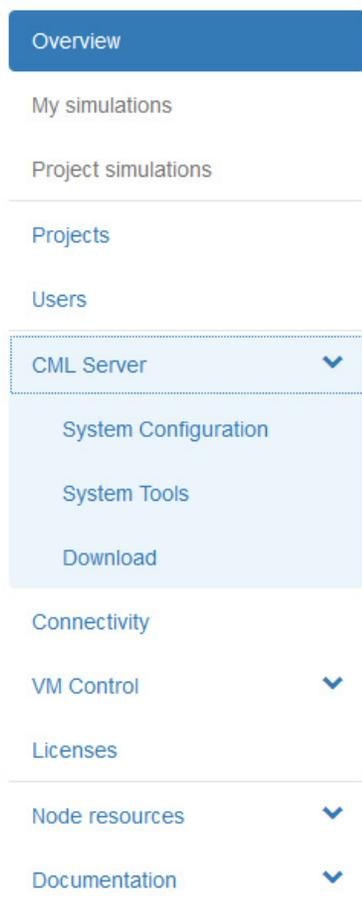 Overview
My simulations
Project simulations
Projects
Users
CML Server
System Configuration
System Tools
Download
Connectivity
VM Control
Licenses
Node resources
Documentation